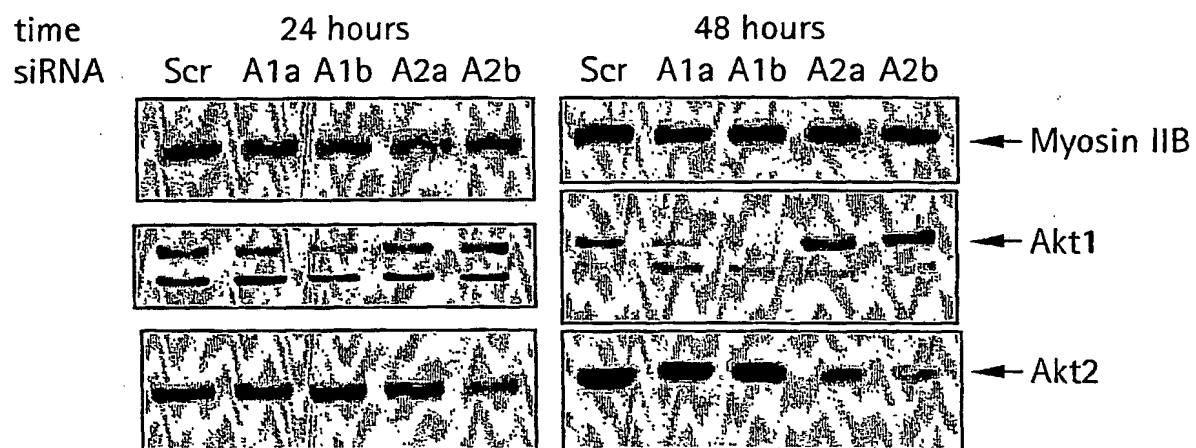 time 24 hours 48 hours
siRNA Scr A1a A1b A2a A2b Scr A1a A1b A2a A2b
Myosin IIB
Akt1
Akt2